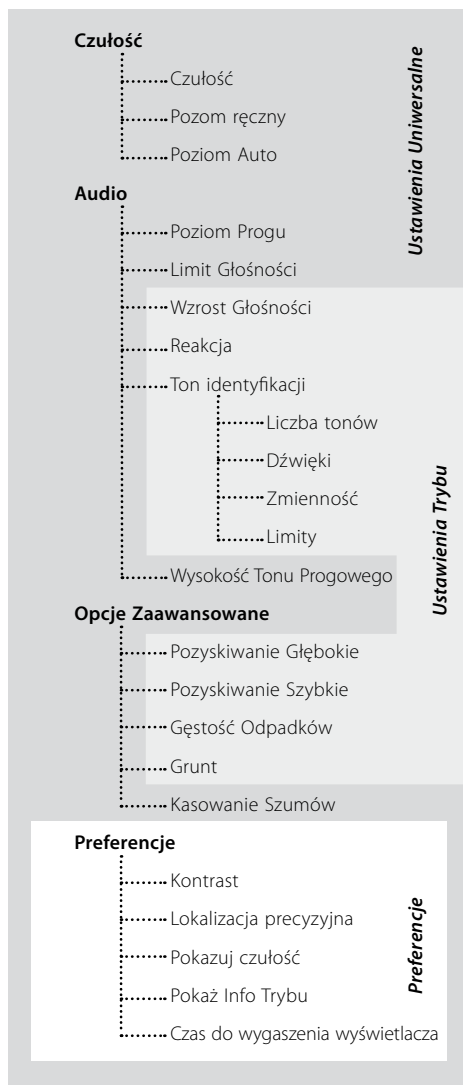 Czułość
Czułość
Pozom ręczny
Poziom Auto
Audio
Poziom Progu
Limit Głośności
Wzrost Głośności
Reakcja
Ton identyfikacji
Liczba tonów
Dźwięki
Zmienność
Limity
Wysokość Tonu Progowego
Opcje Zaawansowane
Pozyskiwanie Głębokie
Pozyskiwanie Szybkie
Gęstość Odpadków
Grunt
Kasowanie Szumów
Preferencje
Kontrast
Lokalizacja precyzyjna
Pokazuj czułość
Pokaż Info Trybu
Czas do wygaszenia wyświetlacza
Ustawienia Uniwersalne
Ustawienia Trybu
Preferencje